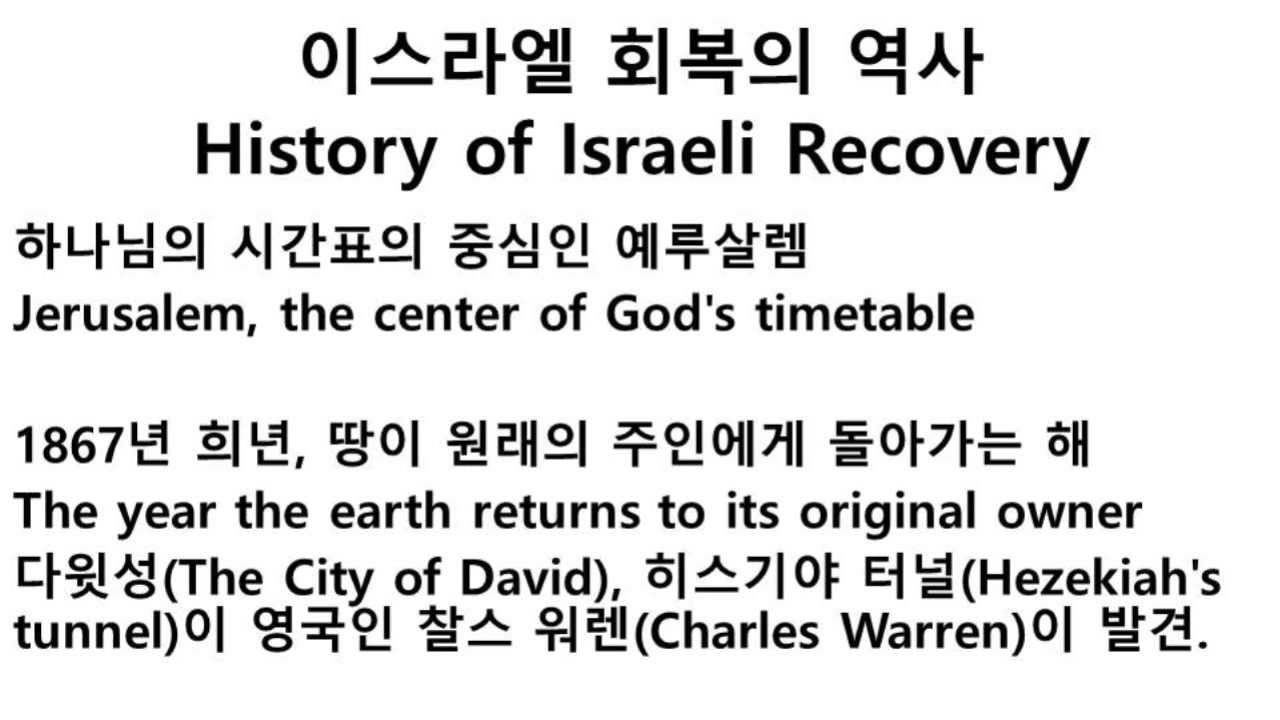 이스라엘 회복의 역사
History of Israeli Recovery
하나님의 시간표의 중심인 예루살렘
Jerusalem, the center of God's timetable
1867년 희년, 땅이 원래의 주인에게 돌아가는 해
The year the earth returns to its original owner
다윗성(The City of David), 히스기야 터널(Hezekiah's
tunnel)이 영국인 찰스 워렌(Charles Warren)이 발견.